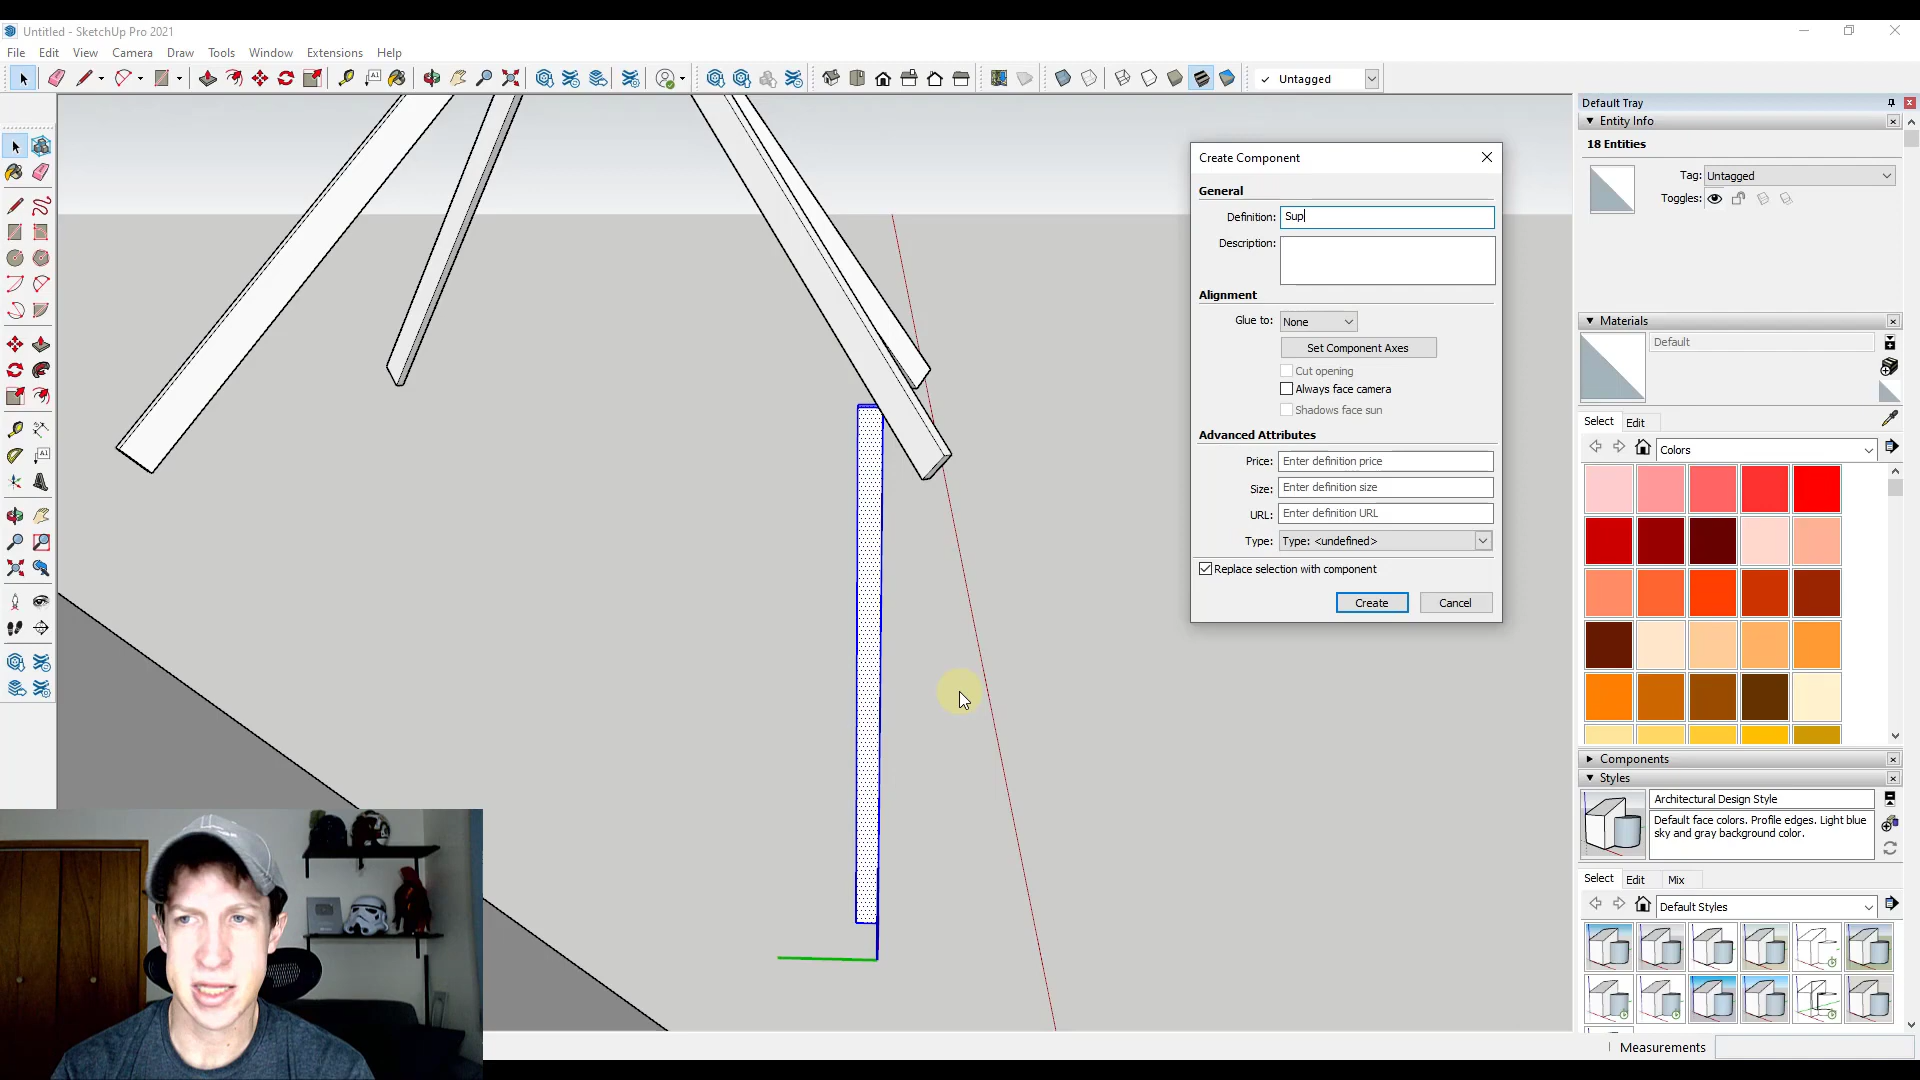 Untitled - SketchUp Pro 2021
File Edit View Camera Draw Tools Window Extensions Help
Untagged
Default Tray
Entity Info
18 Entities
Tag: Untagged
Toggles:
Create Component
General
Definition: Sup
Description:
Alignment
Glue to: None
Set Component Axes
Cut opening
Always face camera
Shadows face sun
Advanced Attributes
Price: Enter definition price
Size: Enter definition size
URL: Enter definition URL
Type: Type: <undefined>
Replace selection with component
Create Cancel
Materials
Default
Select Edit
Colors
Components
Styles
Architectural Design Style
Default face colors. Profile edges. Light blue
sky and gray background color.
Select Edit Mix
Default Styles
Measurements